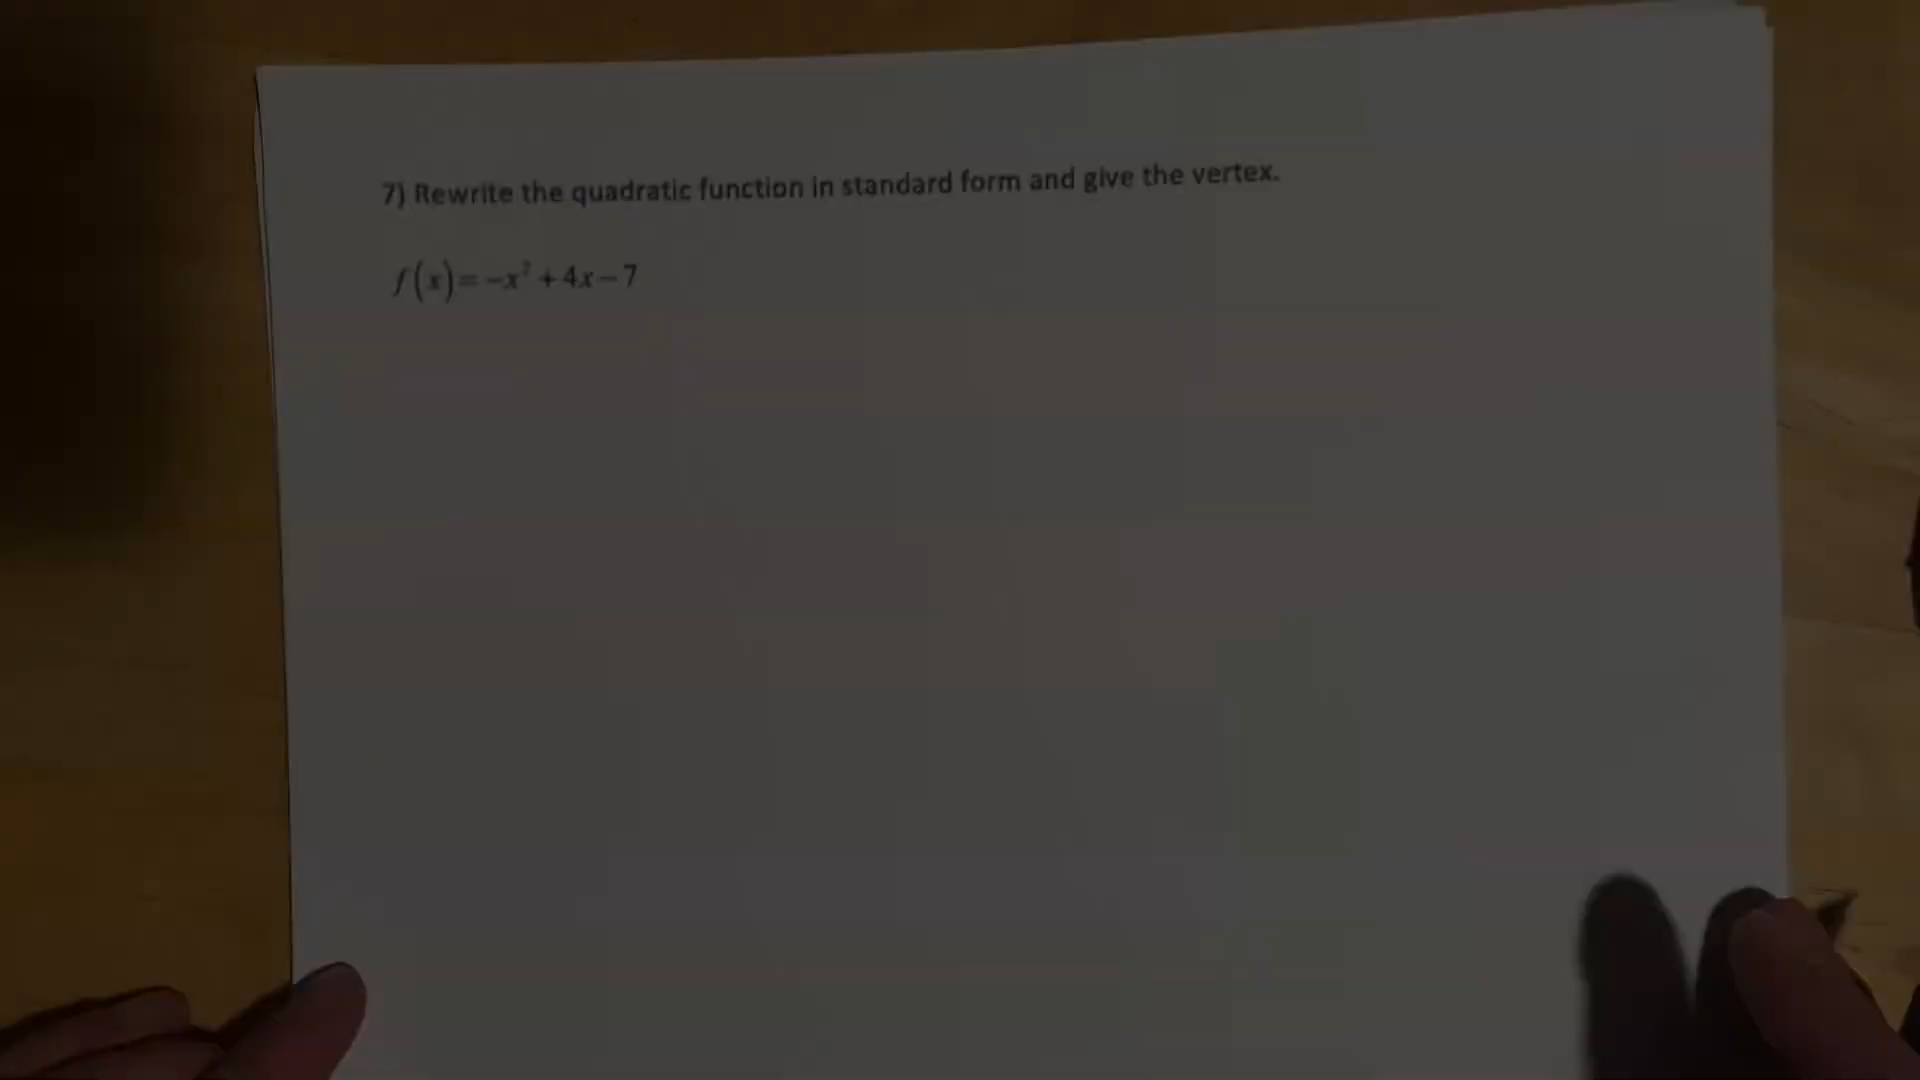 7) Rewrite the quadratic function in standard form and give the vertex.
f(x)=-x²+4x-7